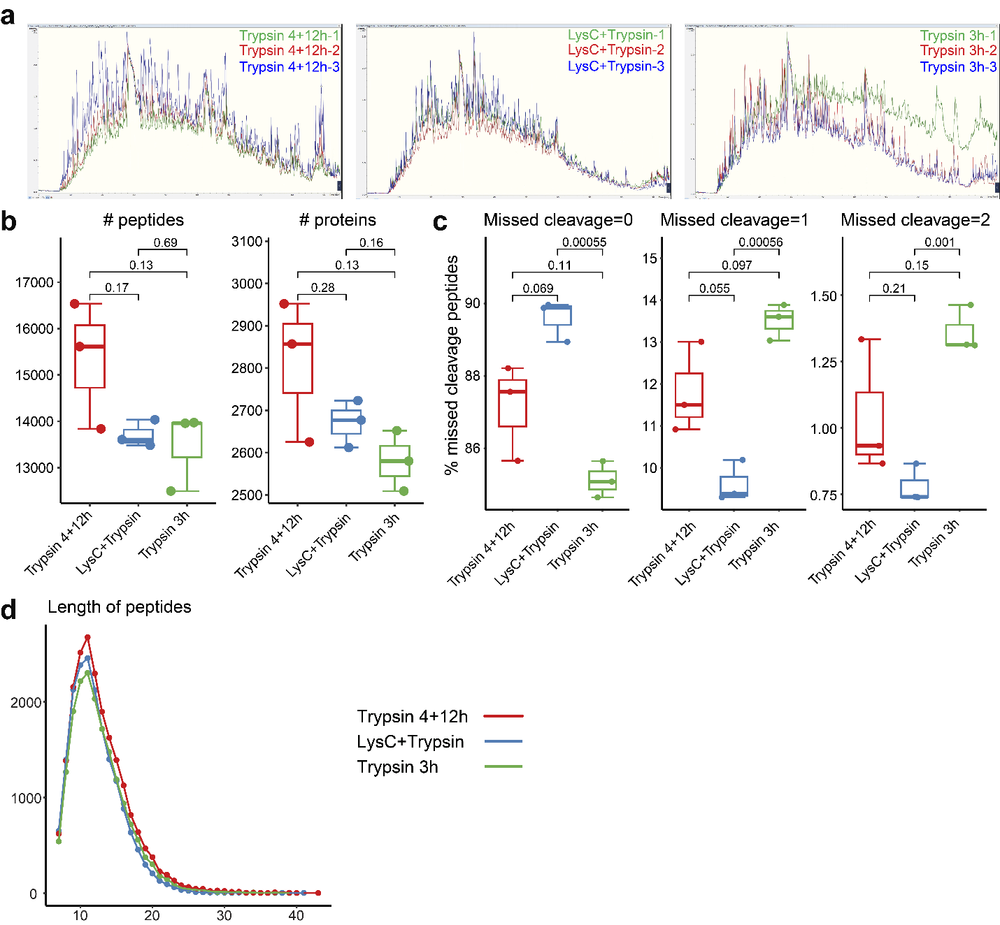 a
Trypsin 4+12h-1
Trypsin 4+12h-2
Trypsin 4+12h-3
LysC+Trypsin-1
LysC+Trypsin-2
LysC+Trypsin-3
Trypsin 3h-1
Trypsin 3h-2
Trypsin 3h-3
b
# peptides
17000
16000
15000
14000
13000
0.69
0.13
0.17
Trypsin 4+12h
LysC+Trypsin
Trypsin 3h
# proteins
3100
3000
2900
2800
2700
2600
2500
0.16
0.13
0.28
Trypsin 4+12h
LysC+Trypsin
Trypsin 3h
c
% missed cleavage peptides
Missed cleavage=0
90
88
86
0.00055
0.11
0.069
Trypsin 4+12h
LysC+Trypsin
Trypsin 3h
Missed cleavage=1
15
14
13
12
11
10
0.00056
0.097
0.055
Trypsin 4+12h
LysC+Trypsin
Trypsin 3h
Missed cleavage=2
1.50
1.25
1.00
0.75
0.001
0.15
0.21
Trypsin 4+12h
LysC+Trypsin
Trypsin 3h
d
Length of peptides
2000
1000
0
10
20
30
40
Trypsin 4+12h
LysC+Trypsin
Trypsin 3h